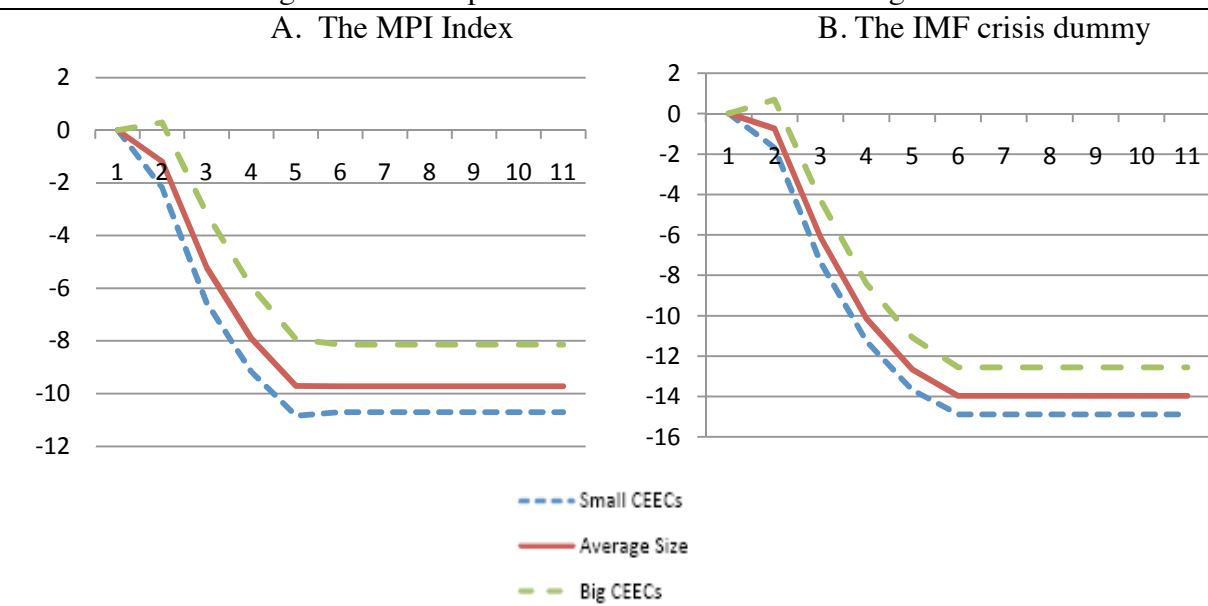 A. The MPI Index
B. The IMF crisis dummy
2
0
-2
-4
-6
-8
-10
-12
1 2 3 4 5 6 7 8 9 10 11
2
0
-2
-4
-6
-8
-10
-12
-14
-16
1 2 3 4 5 6 7 8 9 10 11
Small CEECs
Average Size
Big CEECs